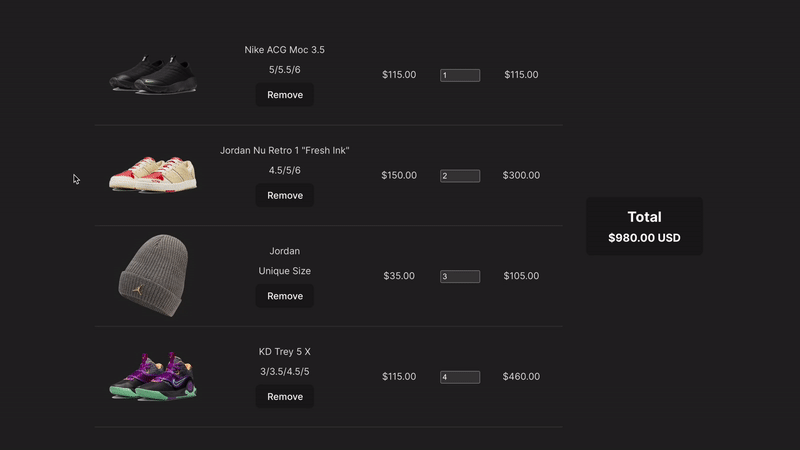 Nike ACG Moc 3.5
5/5.5/6
Remove
$115.00
1
$115.00
Jordan Nu Retro 1 "Fresh Ink"
4.5/5/6
Remove
$150.00
2
$300.00
Jordan
Unique Size
Remove
$35.00
3
$105.00
KD Trey 5 X
3/3.5/4.5/5
Remove
$115.00
4
$460.00
Total
$980.00 USD